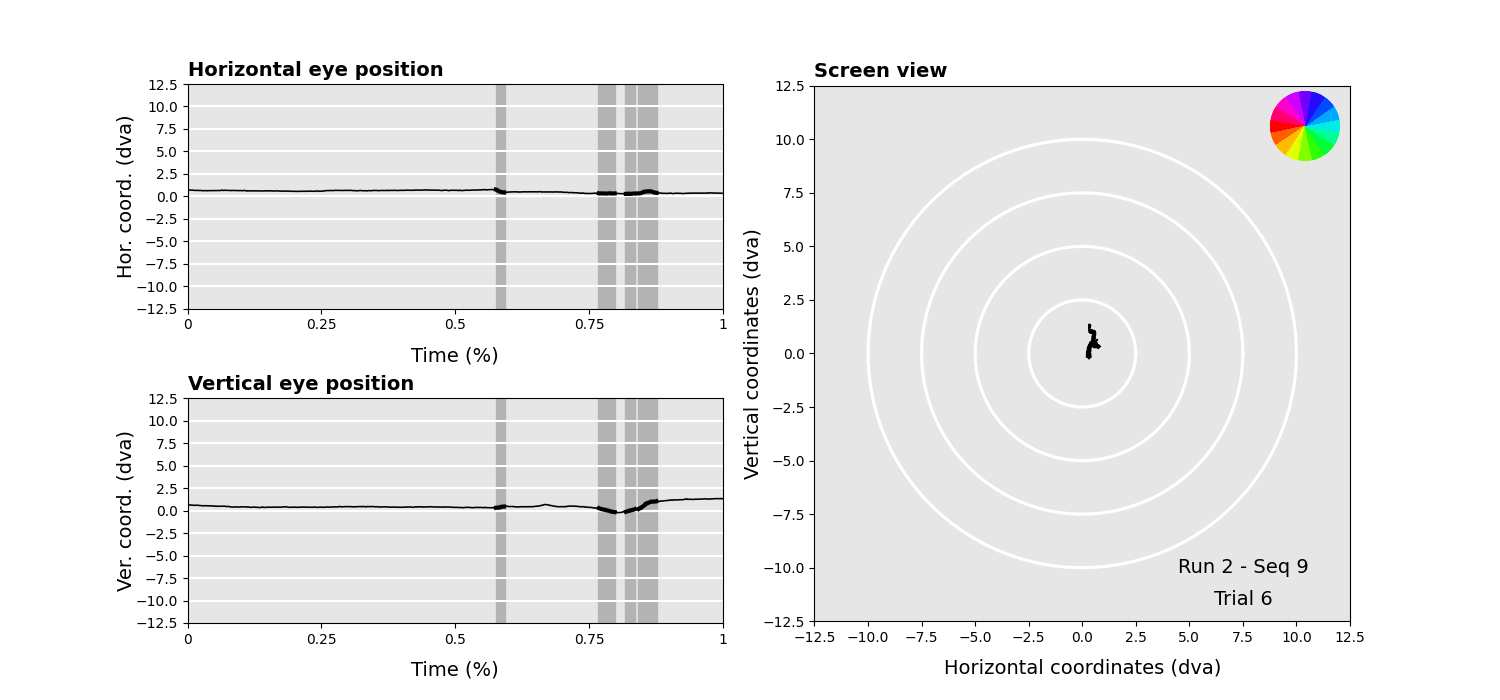 Horizontal eye position
12.5
10.0
7.5
5.0
2.5
0.0
−2.5
−5.0
−7.5
−10.0
−12.5
Hor. coord. (dva)
0 0.25 0.5 0.75 1
Time (%)
Vertical eye position
12.5
10.0
7.5
5.0
2.5
0.0
−2.5
−5.0
−7.5
−10.0
−12.5
Ver. coord. (dva)
0 0.25 0.5 0.75 1
Time (%)
Screen view
12.5
10.0
7.5
5.0
2.5
0.0
−2.5
−5.0
−7.5
−10.0
−12.5
Vertical coordinates (dva)
Run 2 - Seq 9
Trial 6
−12.5 −10.0 −7.5 −5.0 −2.5 0.0 2.5 5.0 7.5 10.0 12.5
Horizontal coordinates (dva)